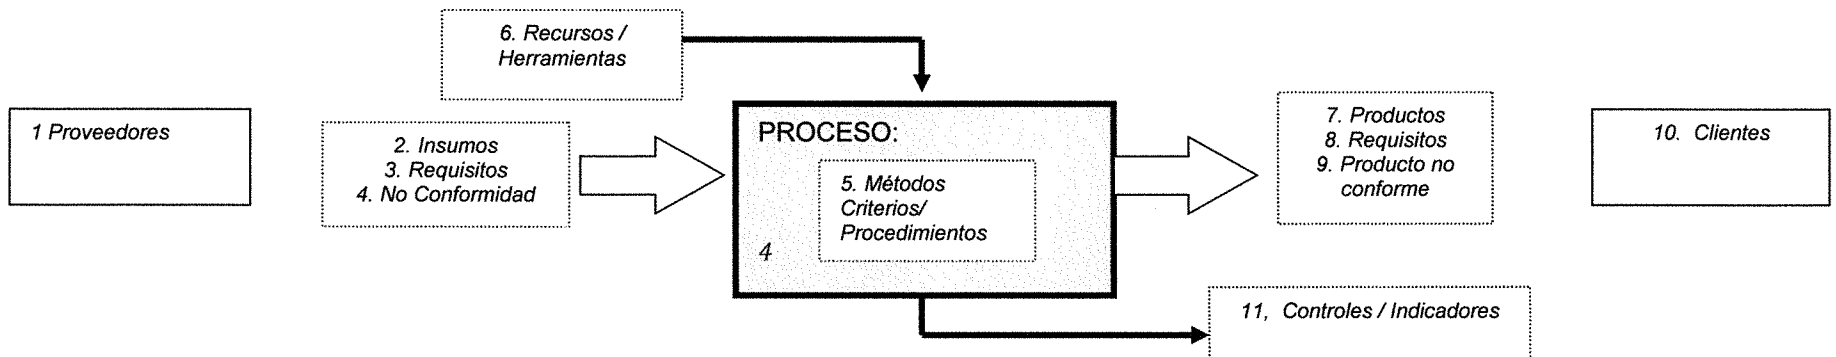 6. Recursos /
Herramientas
1 Proveedores
2. Insumos
3. Requisitos
4. No Conformidad
PROCESO:
5. Métodos
Criterios/
Procedimientos
4
7. Productos
8. Requisitos
9. Producto no
conforme
10. Clientes
11, Controles / Indicadores